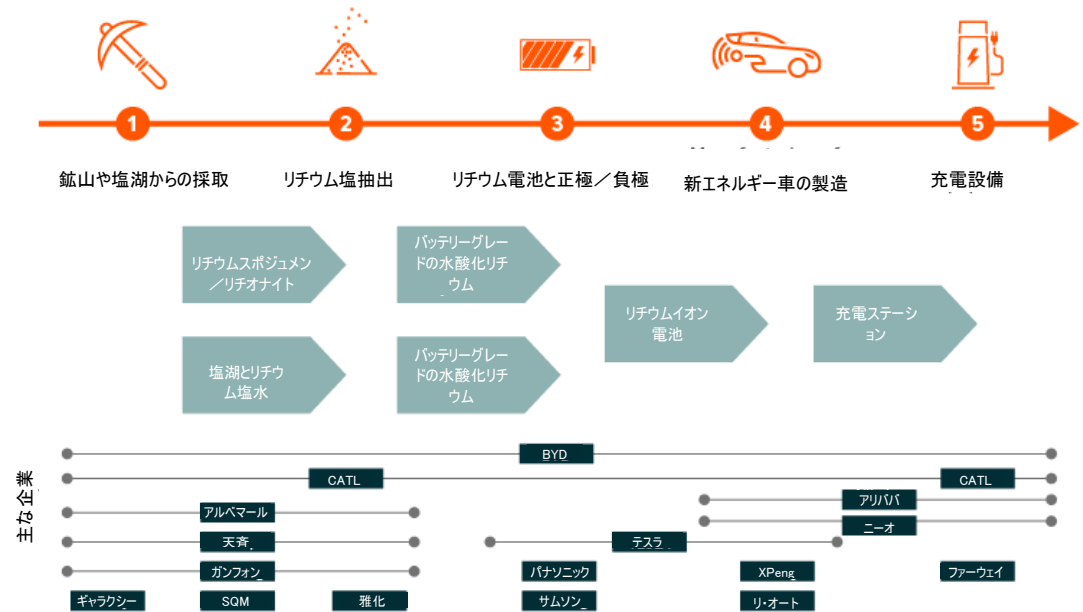 1
2
3
4
5
鉱山や塩湖からの採取
リチウム塩抽出
リチウム電池と正極／負極
新エネルギー車の製造
充電設備
リチウムスポジュメン
／リチオナイト
バッテリーグレー
ドの水酸化リチ
ウム
リチウムイオン
電池
充電ステーシ
ョン
塩湖とリチウ
ム塩水
バッテリーグレー
ドの水酸化リチ
ウム
主な企業
BYD
CATL
CATL
アリババ
アルベマール
ニーオ
天斉
テスラ
ガンフォン
パナソニック
XPeng
ファーウェイ
ギャラクシー
SQM
雅化
サムソン
リ・オート